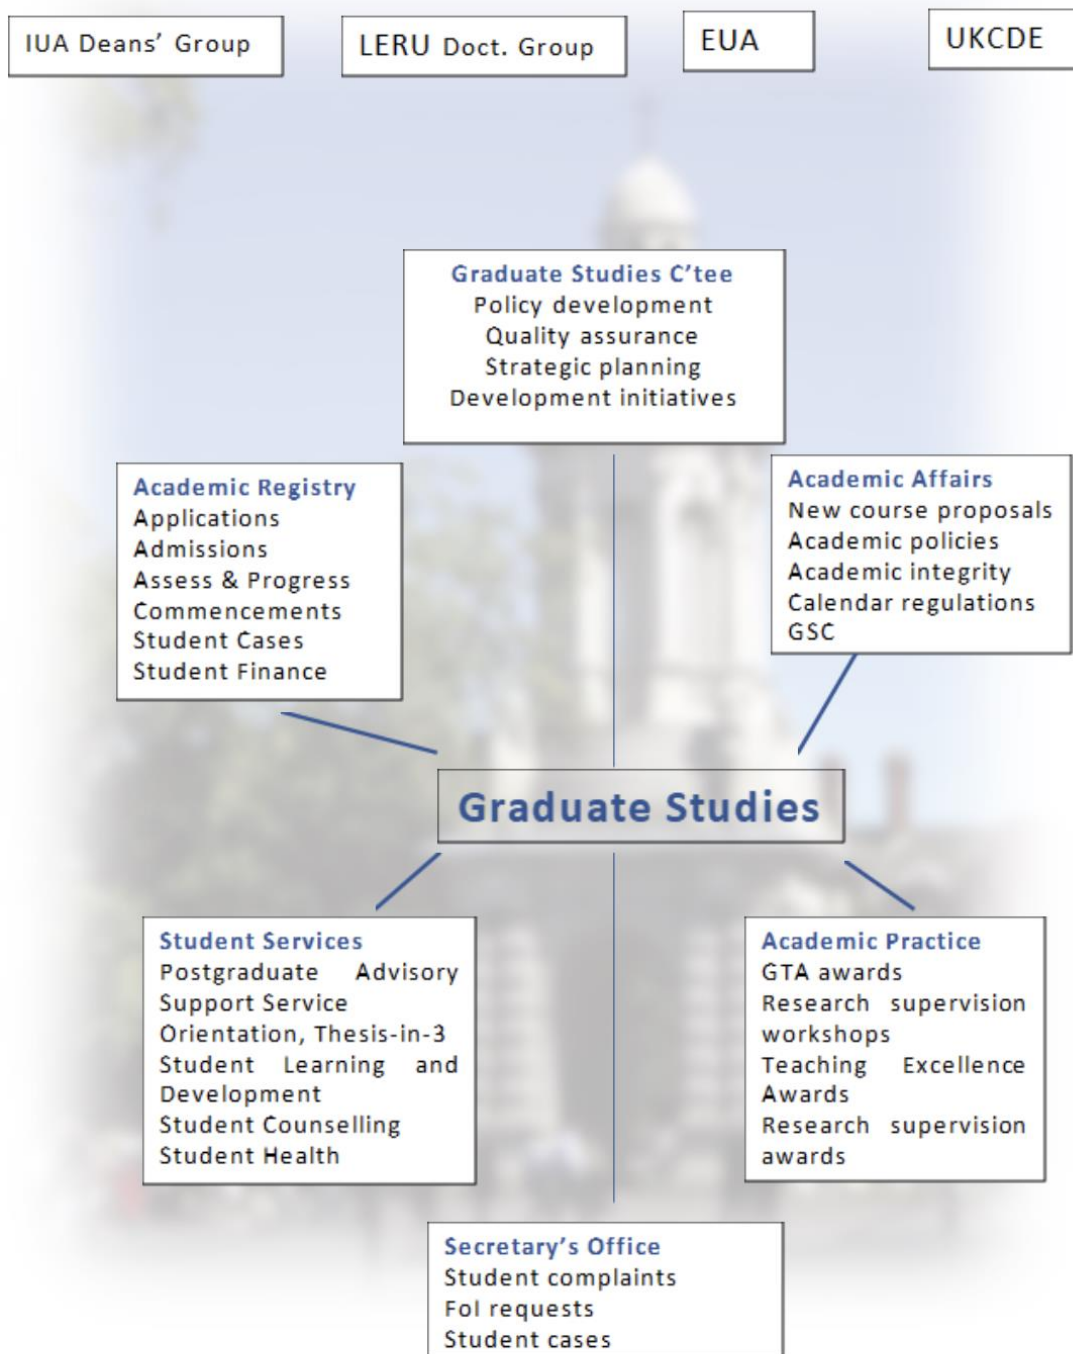 IUA Deans' Group
LERU Doct. Group
EUA
UKCDE
Graduate Studies C'tee
Policy development
Quality assurance
Strategic planning
Development initiatives
Academic Registry
Applications
Admissions
Assess & Progress
Commencements
Student Cases
Student Finance
Academic Affairs
New course proposals
Academic policies
Academic integrity
Calendar regulations
GSC
Graduate Studies
Student Services
Postgraduate Advisory
Support Service
Orientation, Thesis-in-3
Student Learning and
Development
Student Counselling
Student Health
Academic Practice
GTA awards
Research supervision
workshops
Teaching Excellence
Awards
Research supervision
awards
Secretary's Office
Student complaints
FoI requests
Student cases